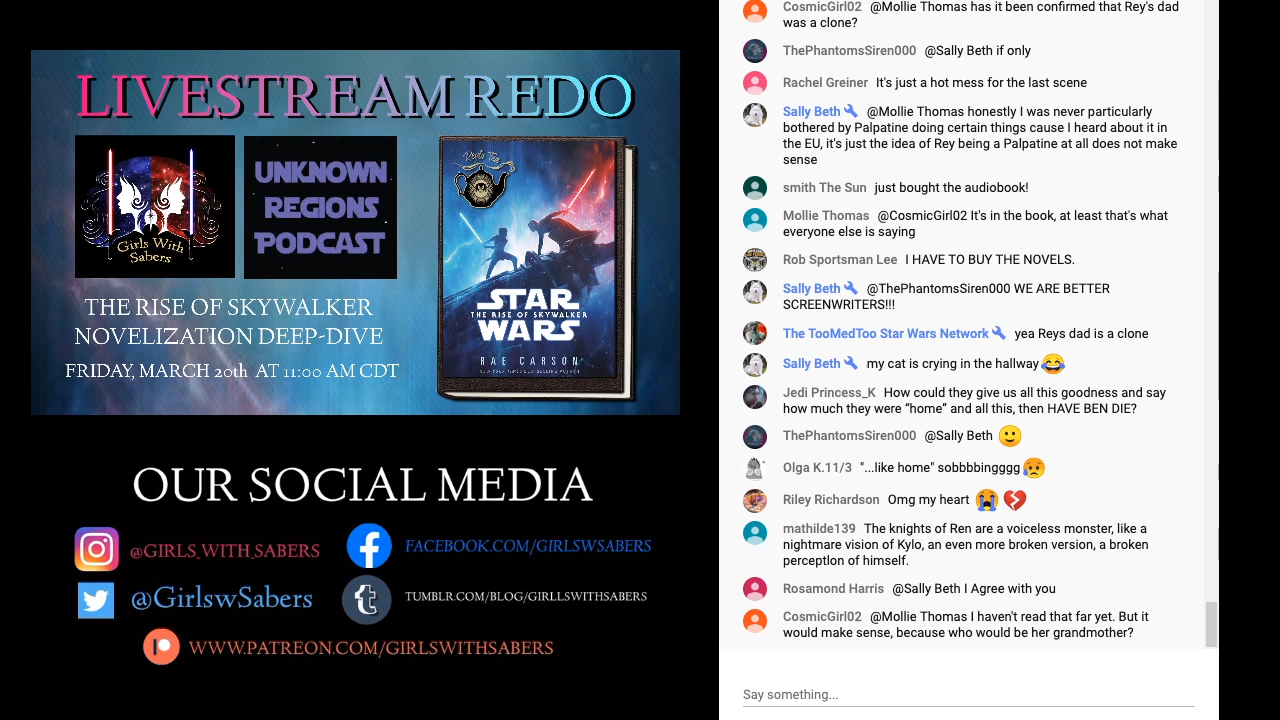 LIVESTREAM REDO
Girls With
Sabers
UNKNOWN
REGIONS
PODCAST
THE RISE OF SKYWALKER
NOVELIZATION DEEP-DIVE
FRIDAY, MARCH 20th AT 11:00 AM CDT
STAR
THE RISE OF SKYWALKER
WARS
RAE CARSON
OUR SOCIAL MEDIA
@GIRLS_WITH_SABERS
FACEBOOK.COM/GIRLSWSABERS
@GirlswSabers
TUMBLR.COM/BLOG/GIRLLSWITHSABERS
WWW.PATREON.COM/GIRLSWITHSABERS
CosmicGirl02 @Mollie Thomas has it been confirmed that Rey's dad
was a clone?
ThePhantomsSiren000 @Sally Beth if only
Rachel Greiner It's just a hot mess for the last scene
Sally Beth @Mollie Thomas honestly I was never particularly
bothered by Palpatine doing certain things cause I heard about it in
the EU, it's just the idea of Rey being a Palpatine at all does not make
sense
smith The Sun just bought the audiobook!
Mollie Thomas @CosmicGirl02 It's in the book, at least that's what
everyone else is saying
Rob Sportsman Lee I HAVE TO BUY THE NOVELS.
Sally Beth @ThePhantomsSiren000 WE ARE BETTER
SCREENWRITERS!!!
The TooMedToo Star Wars Network yea Reys dad is a clone
Sally Beth my cat is crying in the hallway😂
Jedi Princess_K How could they give us all this goodness and say
how much they were “home” and all this, then HAVE BEN DIE?
ThePhantomsSiren000 @Sally Beth 🙂
Olga K.11/3 "...like home" sobbbbingggg😥
Riley Richardson Omg my heart 😭 💔
mathilde139 The knights of Ren are a voiceless monster, like a
nightmare vision of Kylo, an even more broken version, a broken
perceptIon of himself.
Rosamond Harris @Sally Beth I Agree with you
CosmicGirl02 @Mollie Thomas I haven't read that far yet. But it
would make sense, because who would be her grandmother?
Say something...